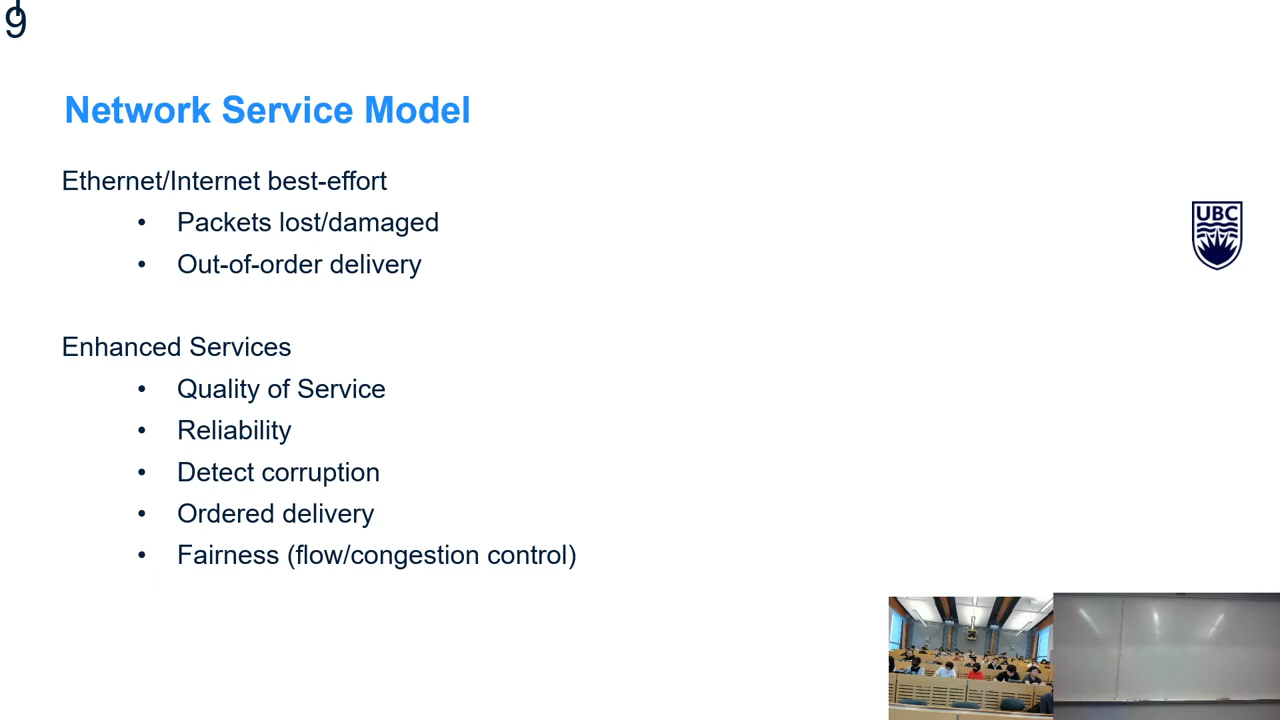 9
Network Service Model
Ethernet/Internet best-effort
• Packets lost/damaged
• Out-of-order delivery
UBC
Enhanced Services
• Quality of Service
• Reliability
• Detect corruption
• Ordered delivery
• Fairness (flow/congestion control)